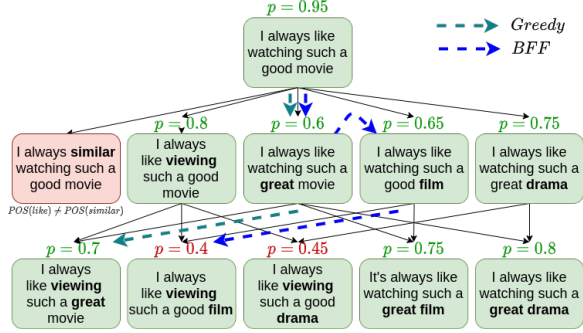 p = 0.95
I always like
watching such a
good movie
Greedy
BFF
p = 0.8
p = 0.6
p = 0.65
p = 0.75
I always similar
watching such a
good movie
I always
like viewing
such a good
movie
I always like
watching such a
great movie
I always like
watching such a
good film
I always like
watching such a
great drama
POS(like) ≠ POS(similar)
p = 0.7
p = 0.4
p = 0.45
p = 0.75
p = 0.8
I always
like viewing
such a great
movie
I always
like viewing
such a good film
I always
like viewing
such a good
drama
It's always like
watching such a
great film
I always like
watching such a
great drama